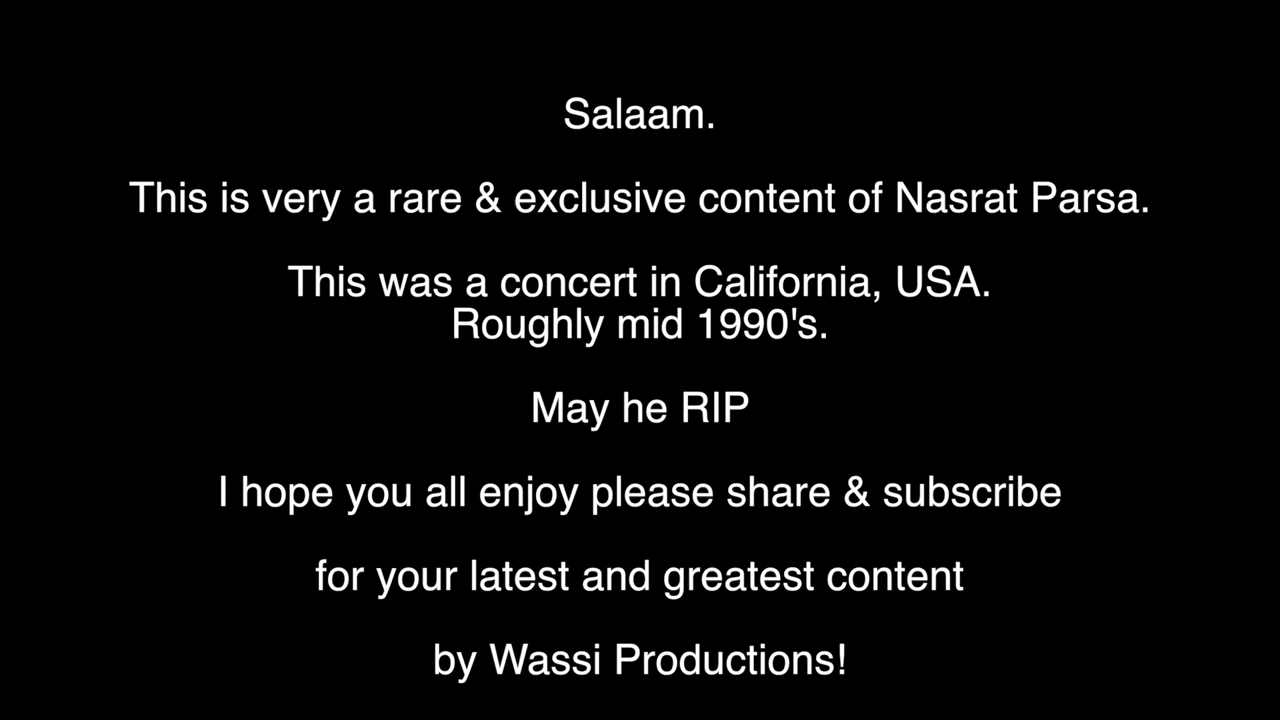 Salaam.
This is very a rare & exclusive content of Nasrat Parsa.
This was a concert in California, USA.
Roughly mid 1990's.
May he RIP
I hope you all enjoy please share & subscribe
for your latest and greatest content
by Wassi Productions!